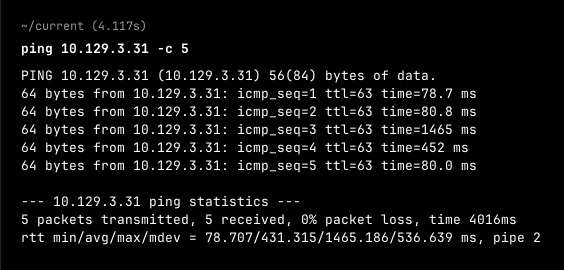 ~/current (4.117s)
ping 10.129.3.31 -c 5
PING 10.129.3.31 (10.129.3.31) 56(84) bytes of data.
64 bytes from 10.129.3.31: icmp_seq=1 ttl=63 time=78.7 ms
64 bytes from 10.129.3.31: icmp_seq=2 ttl=63 time=80.8 ms
64 bytes from 10.129.3.31: icmp_seq=3 ttl=63 time=1465 ms
64 bytes from 10.129.3.31: icmp_seq=4 ttl=63 time=452 ms
64 bytes from 10.129.3.31: icmp_seq=5 ttl=63 time=80.0 ms
--- 10.129.3.31 ping statistics ---
5 packets transmitted, 5 received, 0% packet loss, time 4016ms
rtt min/avg/max/mdev = 78.707/431.315/1465.186/536.639 ms, pipe 2